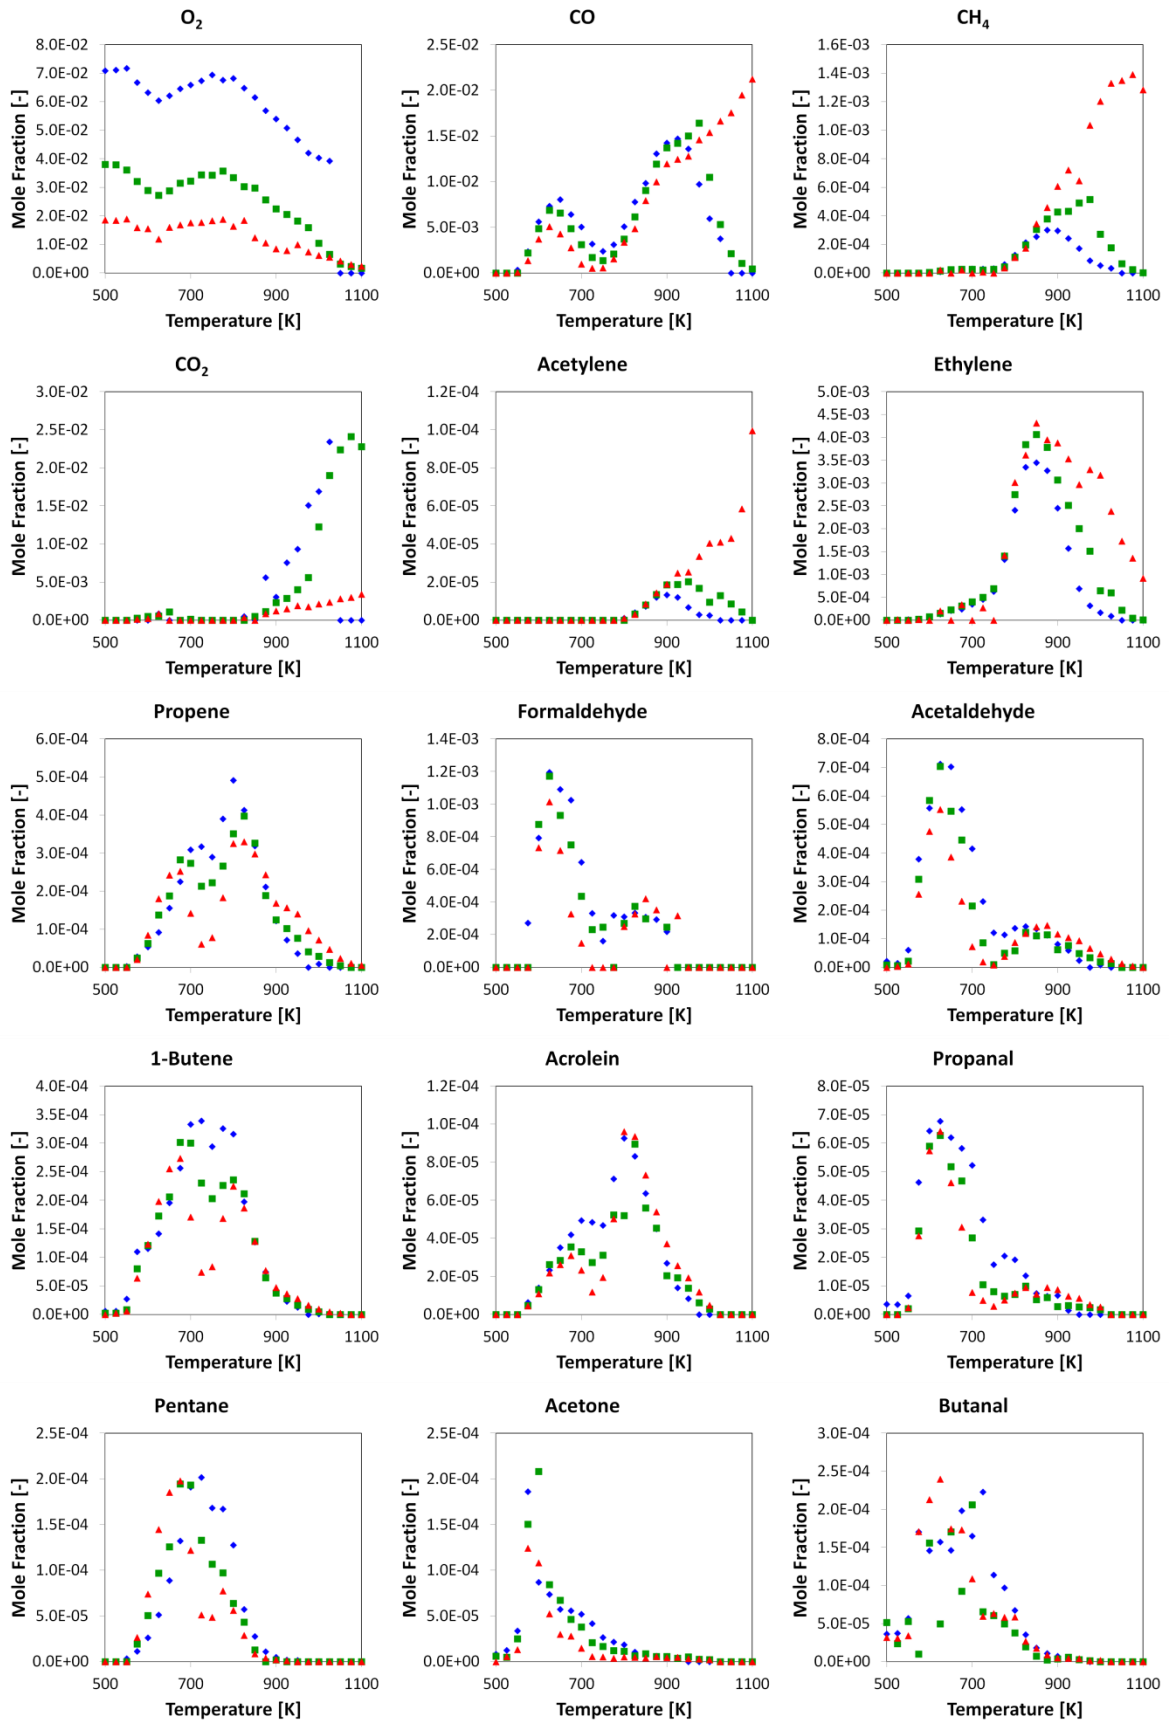 O₂
8.0E-02
7.0E-02
6.0E-02
5.0E-02
4.0E-02
3.0E-02
2.0E-02
1.0E-02
0.0E+00
Mole Fraction [-]
500 700 900 1100
Temperature [K]
CO
2.5E-02
2.0E-02
1.5E-02
1.0E-02
5.0E-03
0.0E+00
Mole Fraction [-]
500 700 900 1100
Temperature [K]
CH₄
1.6E-03
1.4E-03
1.2E-03
1.0E-03
8.0E-04
6.0E-04
4.0E-04
2.0E-04
0.0E+00
Mole Fraction [-]
500 700 900 1100
Temperature [K]
CO₂
3.0E-02
2.5E-02
2.0E-02
1.5E-02
1.0E-02
5.0E-03
0.0E+00
Mole Fraction [-]
500 700 900 1100
Temperature [K]
Acetylene
1.2E-04
1.0E-04
8.0E-05
6.0E-05
4.0E-05
2.0E-05
0.0E+00
Mole Fraction [-]
500 700 900 1100
Temperature [K]
Ethylene
5.0E-03
4.5E-03
4.0E-03
3.5E-03
3.0E-03
2.5E-03
2.0E-03
1.5E-03
1.0E-03
5.0E-04
0.0E+00
Mole Fraction [-]
500 700 900 1100
Temperature [K]
Propene
6.0E-04
5.0E-04
4.0E-04
3.0E-04
2.0E-04
1.0E-04
0.0E+00
Mole Fraction [-]
500 700 900 1100
Temperature [K]
Formaldehyde
1.4E-03
1.2E-03
1.0E-03
8.0E-04
6.0E-04
4.0E-04
2.0E-04
0.0E+00
Mole Fraction [-]
500 700 900 1100
Temperature [K]
Acetaldehyde
8.0E-04
7.0E-04
6.0E-04
5.0E-04
4.0E-04
3.0E-04
2.0E-04
1.0E-04
0.0E+00
Mole Fraction [-]
500 700 900 1100
Temperature [K]
1-Butene
4.0E-04
3.5E-04
3.0E-04
2.5E-04
2.0E-04
1.5E-04
1.0E-04
5.0E-05
0.0E+00
Mole Fraction [-]
500 700 900 1100
Temperature [K]
Acrolein
1.2E-04
1.0E-04
8.0E-05
6.0E-05
4.0E-05
2.0E-05
0.0E+00
Mole Fraction [-]
500 700 900 1100
Temperature [K]
Propanal
8.0E-05
7.0E-05
6.0E-05
5.0E-05
4.0E-05
3.0E-05
2.0E-05
1.0E-05
0.0E+00
Mole Fraction [-]
500 700 900 1100
Temperature [K]
Pentane
2.5E-04
2.0E-04
1.5E-04
1.0E-04
5.0E-05
0.0E+00
Mole Fraction [-]
500 700 900 1100
Temperature [K]
Acetone
2.5E-04
2.0E-04
1.5E-04
1.0E-04
5.0E-05
0.0E+00
Mole Fraction [-]
500 700 900 1100
Temperature [K]
Butanal
3.0E-04
2.5E-04
2.0E-04
1.5E-04
1.0E-04
5.0E-05
0.0E+00
Mole Fraction [-]
500 700 900 1100
Temperature [K]